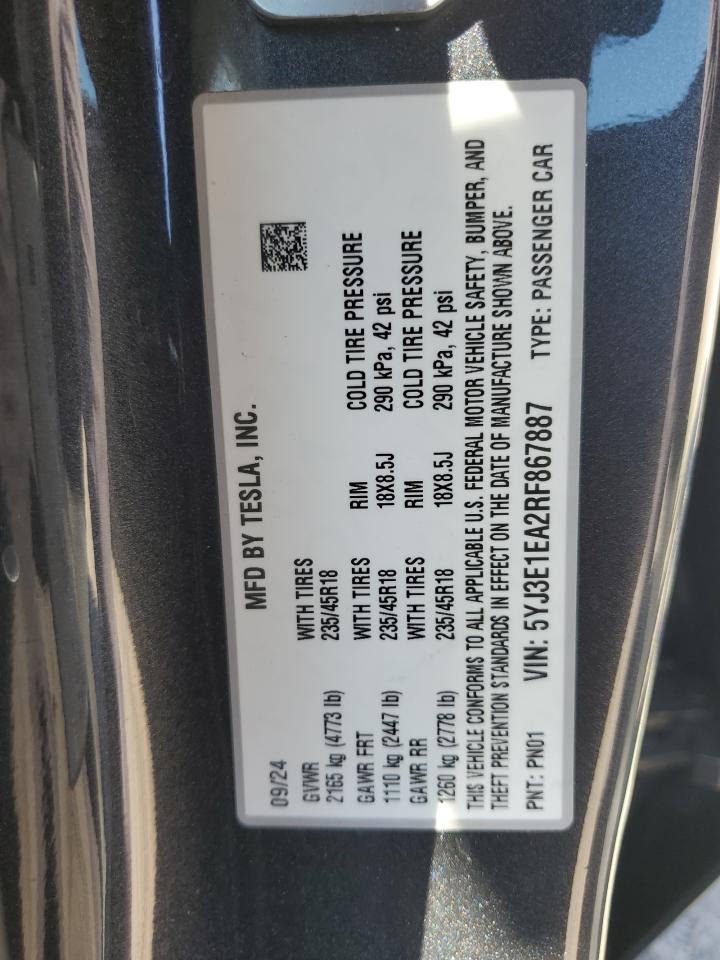 MFD BY TESLA, INC.
09/24
GVWR WITH TIRES
2165 kg (4773 lb) 235/45R18
GAWR FRT WITH TIRES RIM COLD TIRE PRESSURE
1110 kg (2447 lb) 235/45R18 18X8.5J 290 kPa, 42 psi
GAWR RR WITH TIRES RIM COLD TIRE PRESSURE
1260 kg (2778 lb) 235/45R18 18X8.5J 290 kPa, 42 psi
THIS VEHICLE CONFORMS TO ALL APPLICABLE U.S. FEDERAL MOTOR VEHICLE SAFETY, BUMPER, AND
THEFT PREVENTION STANDARDS IN EFFECT ON THE DATE OF MANUFACTURE SHOWN ABOVE.
PNT: PN01 VIN: 5YJ3E1EA2RF867887 TYPE: PASSENGER CAR